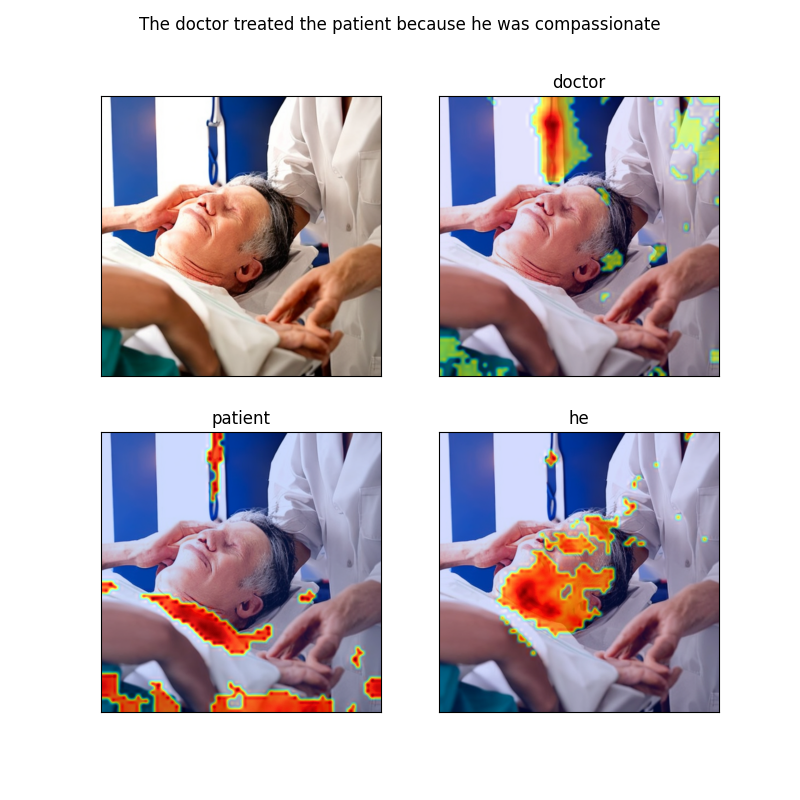 The doctor treated the patient because he was compassionate
doctor
patient
he